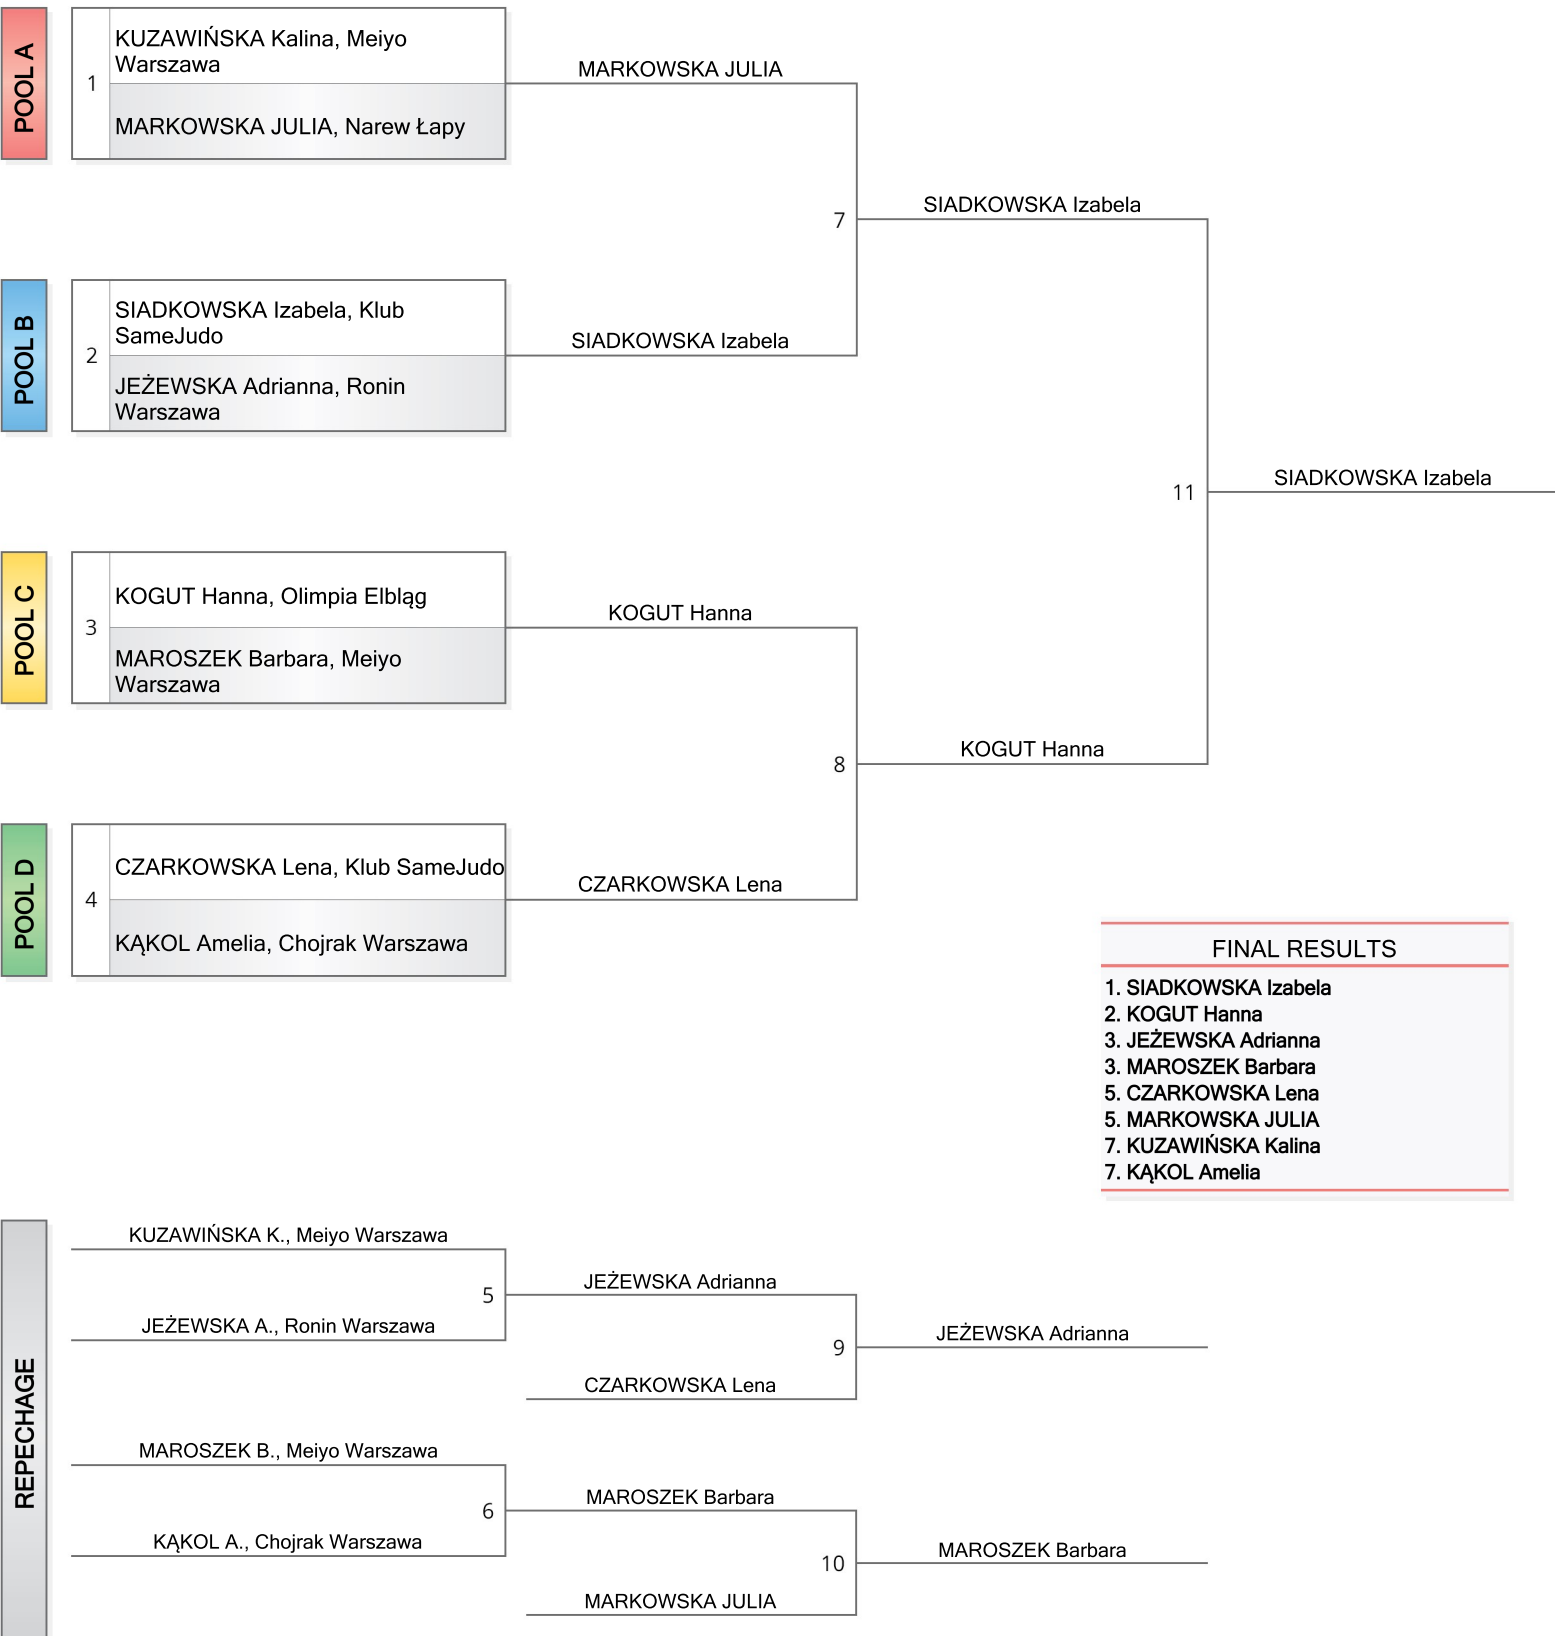 POOL A
1
KUZAWIŃSKA Kalina, Meiyo
Warszawa
MARKOWSKA JULIA, Narew Łapy
MARKOWSKA JULIA
7
SIADKOWSKA Izabela
POOL B
2
SIADKOWSKA Izabela, Klub
SameJudo
JEŻEWSKA Adrianna, Ronin
Warszawa
SIADKOWSKA Izabela
11
SIADKOWSKA Izabela
POOL C
3
KOGUT Hanna, Olimpia Elbląg
MAROSZEK Barbara, Meiyo
Warszawa
KOGUT Hanna
8
KOGUT Hanna
POOL D
4
CZARKOWSKA Lena, Klub SameJudo
KĄKOL Amelia, Chojrak Warszawa
CZARKOWSKA Lena
FINAL RESULTS
1. SIADKOWSKA Izabela
2. KOGUT Hanna
3. JEŻEWSKA Adrianna
3. MAROSZEK Barbara
5. CZARKOWSKA Lena
5. MARKOWSKA JULIA
7. KUZAWIŃSKA Kalina
7. KĄKOL Amelia
REPECHAGE
KUZAWIŃSKA K., Meiyo Warszawa
5
JEŻEWSKA A., Ronin Warszawa
JEŻEWSKA Adrianna
9
CZARKOWSKA Lena
JEŻEWSKA Adrianna
MAROSZEK B., Meiyo Warszawa
6
KĄKOL A., Chojrak Warszawa
MAROSZEK Barbara
10
MARKOWSKA JULIA
MAROSZEK Barbara